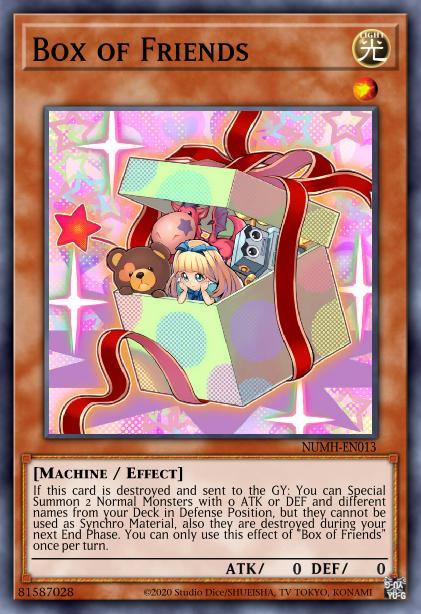 Box of Friends
LIGHT
光
NUMH-EN013
[Machine / Effect]
If this card is destroyed and sent to the GY: You can Special
Summon 2 Normal Monsters with 0 ATK or DEF and different
names from your Deck in Defense Position, but they cannot be
used as Synchro Material, also they are destroyed during your
next End Phase. You can only use this effect of "Box of Friends"
once per turn.
ATK/ 0 DEF/ 0
81587028 ©2020 Studio Dice/SHUEISHA, TV TOKYO, KONAMI